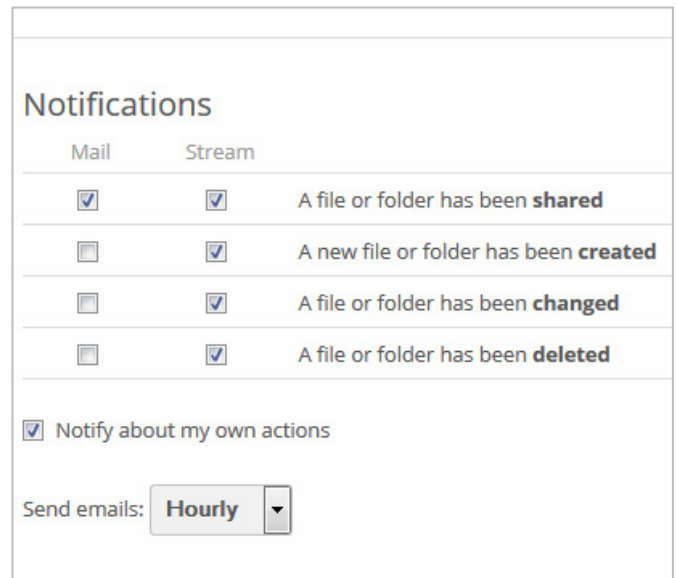 Notifications
Mail Stream
A file or folder has been shared
A new file or folder has been created
A file or folder has been changed
A file or folder has been deleted
Notify about my own actions
Send emails: Hourly